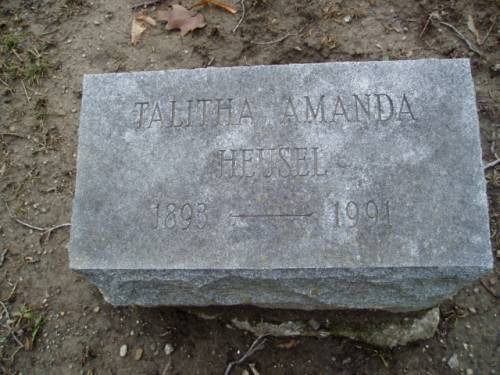 TALITHA AMANDA
HEUSEL
1893 — 1991